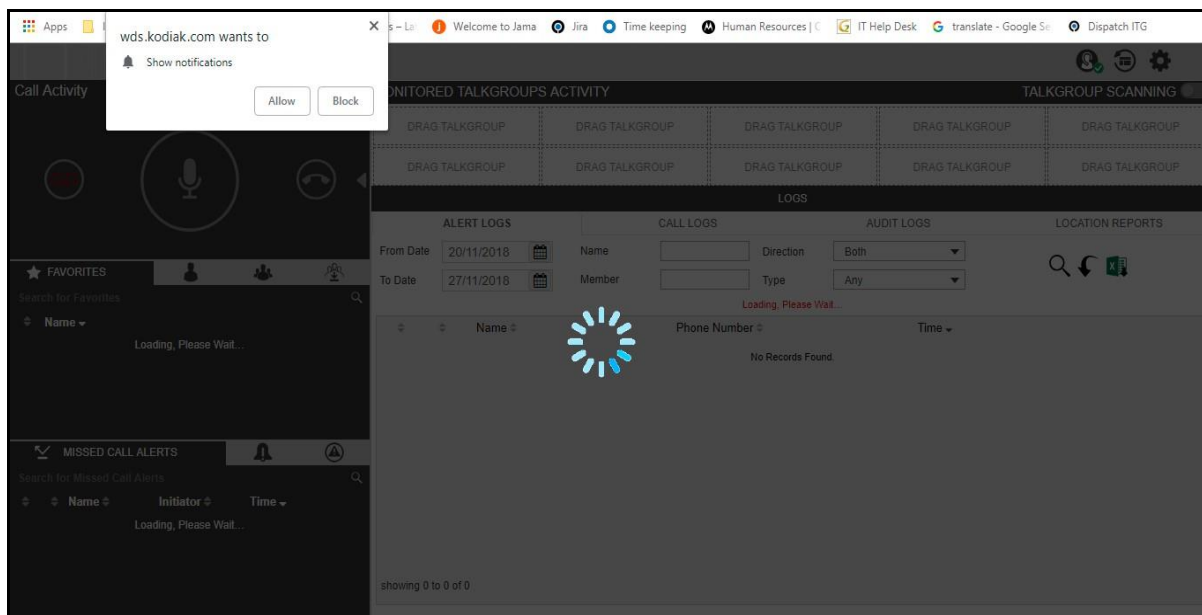 Apps
s – La
Welcome to Jama
Jira
Time keeping
Human Resources | C
IT Help Desk
translate - Google Se
Dispatch ITG
wds.kodiak.com wants to
Show notifications
Allow Block
Call Activity
ONITORED TALKGROUPS ACTIVITY
TALKGROUP SCANNING
DRAG TALKGROUP DRAG TALKGROUP DRAG TALKGROUP DRAG TALKGROUP DRAG TALKGROUP
DRAG TALKGROUP DRAG TALKGROUP DRAG TALKGROUP DRAG TALKGROUP DRAG TALKGROUP
LOGS
ALERT LOGS CALL LOGS AUDIT LOGS LOCATION REPORTS
From Date 20/11/2018 Name Direction Both
To Date 27/11/2018 Member Type Any
Loading, Please Wait...
Name Phone Number Time
No Records Found.
showing 0 to 0 of 0
FAVORITES
Search for Favorites
Name
Loading, Please Wait...
MISSED CALL ALERTS
Search for Missed Call Alerts
Name Initiator Time
Loading, Please Wait...